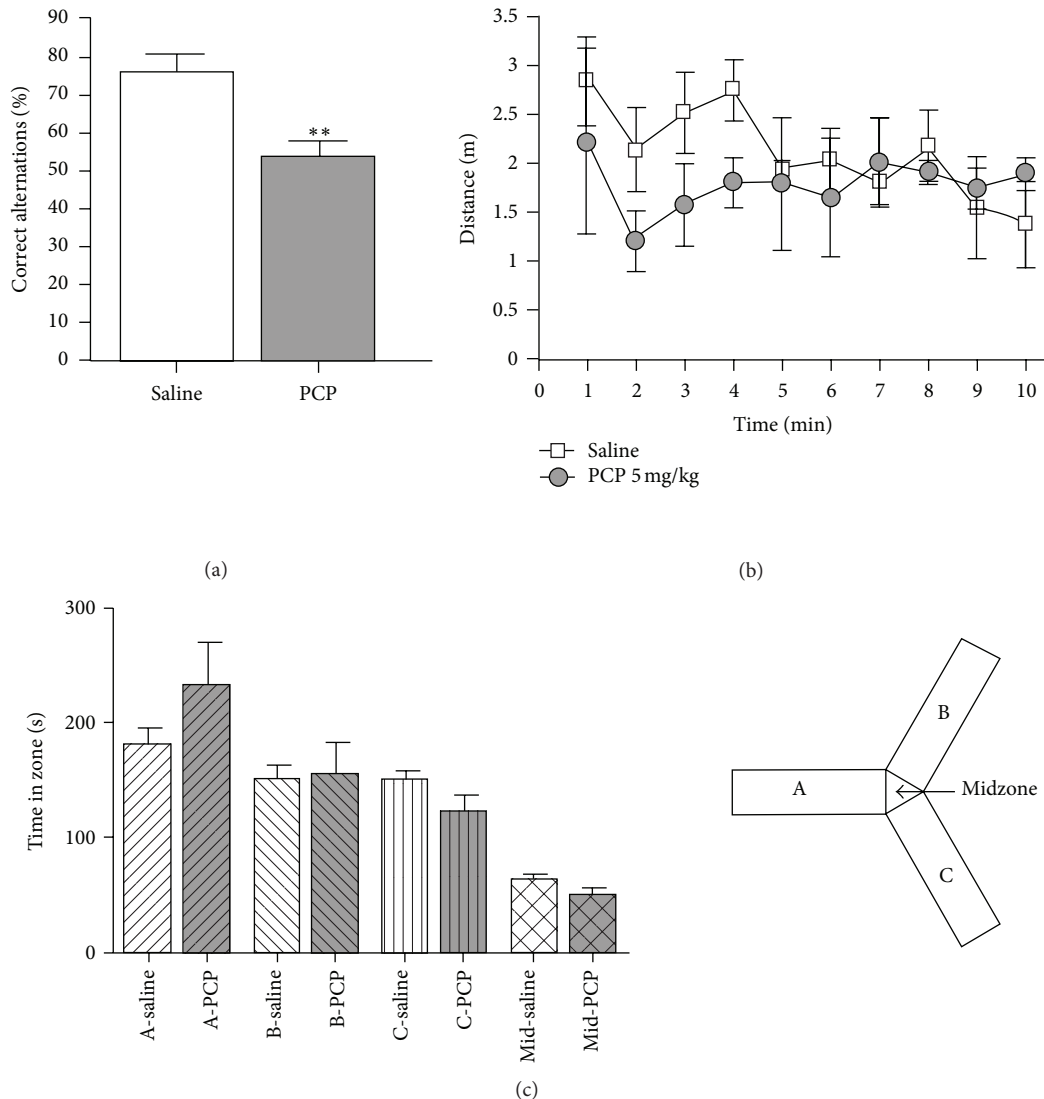 90
80
70
60
50
40
30
20
10
0
Correct alternations (%)
**
Saline
PCP
(a)
3.5
3
2.5
2
1.5
1
0.5
0
Distance (m)
0 1 2 3 4 5 6 7 8 9 10
Time (min)
Saline
PCP 5 mg/kg
(b)
300
200
100
0
Time in zone (s)
A-saline
A-PCP
B-saline
B-PCP
C-saline
C-PCP
Mid-saline
Mid-PCP
A
B
C
Midzone
(c)